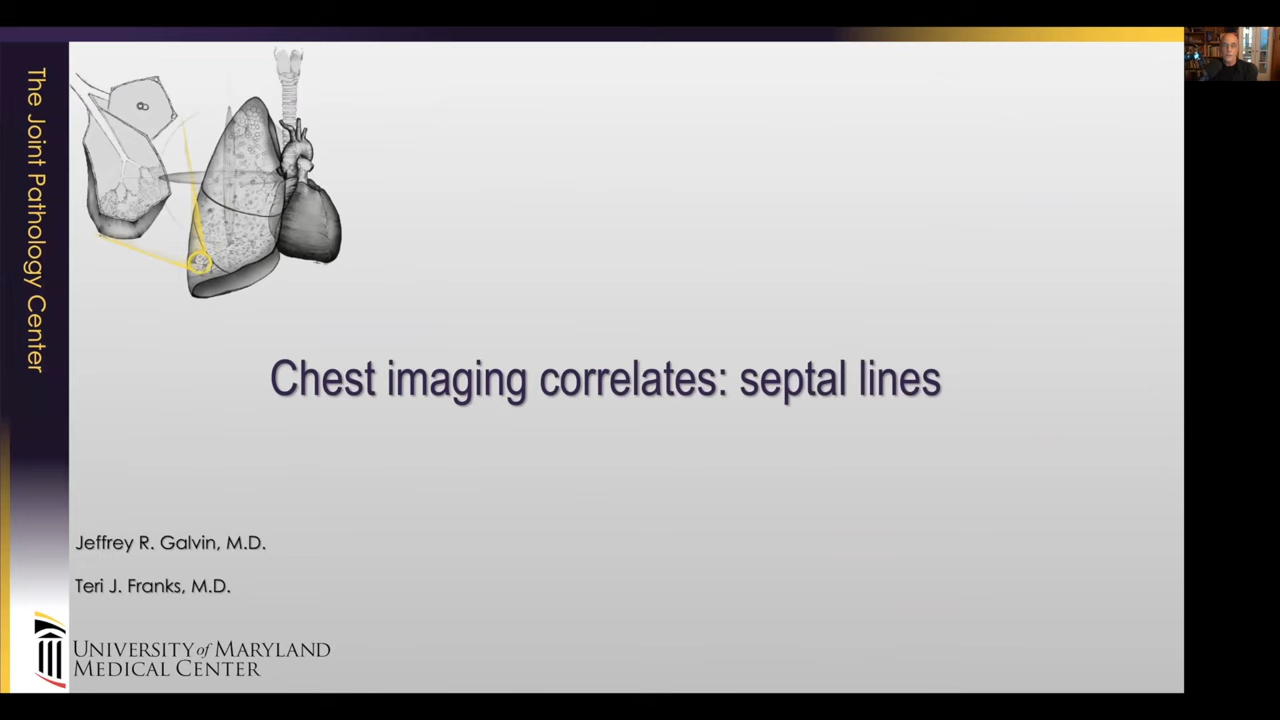 The Joint Pathology Center
Chest imaging correlates: septal lines
Jeffrey R. Galvin, M.D.
Teri J. Franks, M.D.
UNIVERSITY of MARYLAND
MEDICAL CENTER